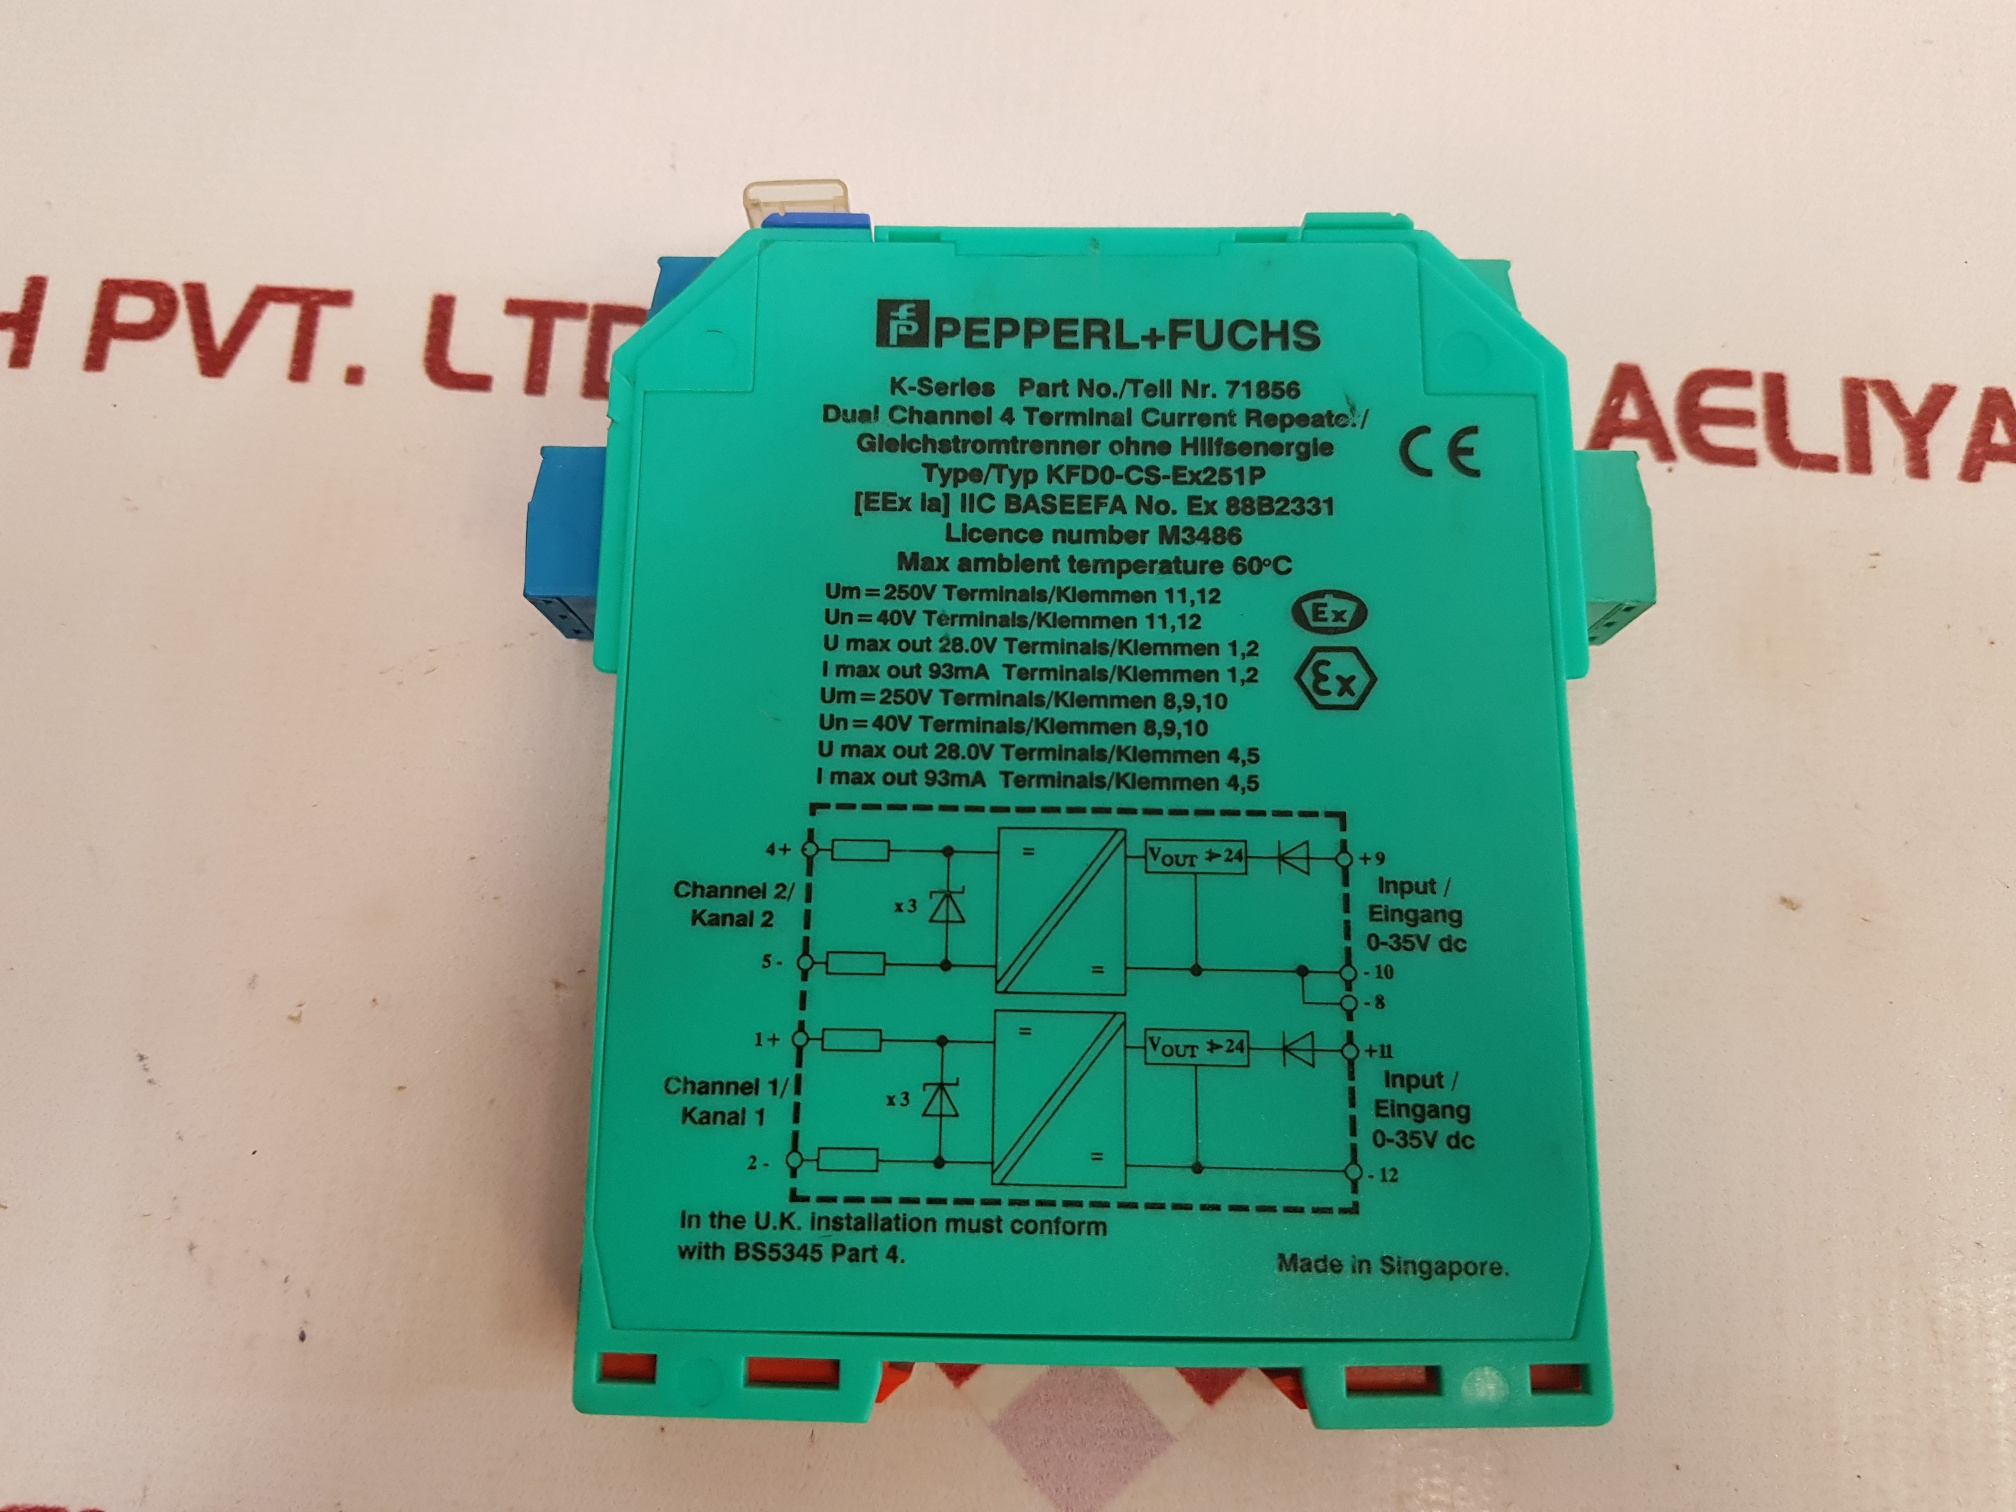 H PVT. LTD
AELIYA
PEPPERL+FUCHS
K-Series Part No./Teil Nr. 71856
Dual Channel 4 Terminal Current Repeater/
Gleichstromtrenner ohne Hilfsenergie
Type/Typ KFD0-CS-Ex251P
[EEx ia] IIC BASEEFA No. Ex 88B2331
Licence number M3486
Max ambient temperature 60°C
CE
Um=250V Terminals/Klemmen 11,12
Un=40V Terminals/Klemmen 11,12
U max out 28.0V Terminals/Klemmen 1,2
I max out 93mA Terminals/Klemmen 1,2
Um=250V Terminals/Klemmen 8,9,10
Un=40V Terminals/Klemmen 8,9,10
U max out 28.0V Terminals/Klemmen 4,5
I max out 93mA Terminals/Klemmen 4,5
Ex
Ex
4+
Channel 2/
Kanal 2
5-
x3
=
=
VOUT ≯24
+9
Input /
Eingang
0-35V dc
-10
-8
1+
Channel 1/
Kanal 1
2-
x3
=
=
VOUT ≯24
+11
Input /
Eingang
0-35V dc
-12
In the U.K. installation must conform
with BS5345 Part 4.
Made in Singapore.